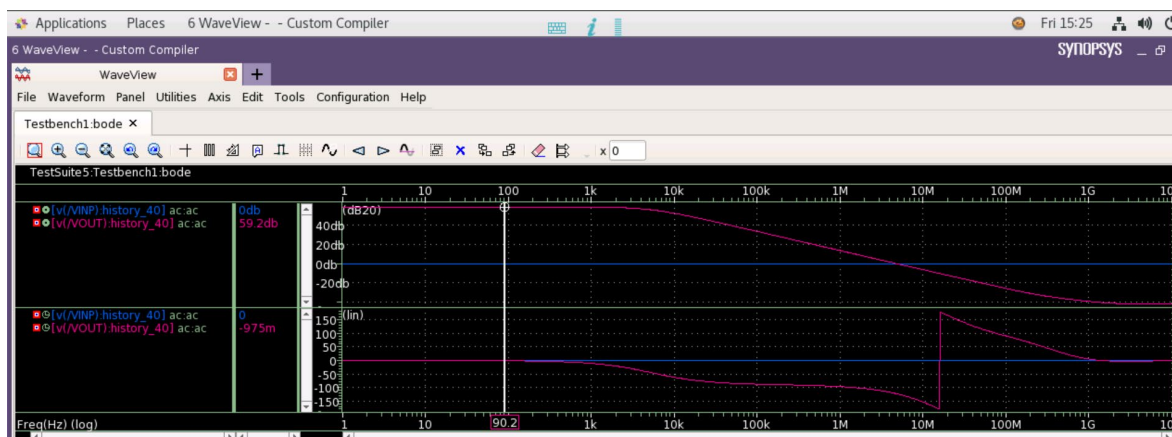 Applications Places 6 WaveView - - Custom Compiler Fri 15:25
6 WaveView - - Custom Compiler SYNOPSYS
WaveView
File Waveform Panel Utilities Axis Edit Tools Configuration Help
Testbench1:bode
x 0
TestSuite5:Testbench1:bode
1 10 100 1k 10k 100k 1M 10M 100M 1G 10
[v(/VINP):history_40] ac:ac 0db (dB20)
[v(/VOUT):history_40] ac:ac 59.2db
40db
20db
0db
-20db
[v(/VINP):history_40] ac:ac 0 (lin)
[v(/VOUT):history_40] ac:ac -975m
150
100
50
0
-50
-100
-150
Freq(Hz) (log) 1 10 90.2 1k 10k 100k 1M 10M 100M 1G 10